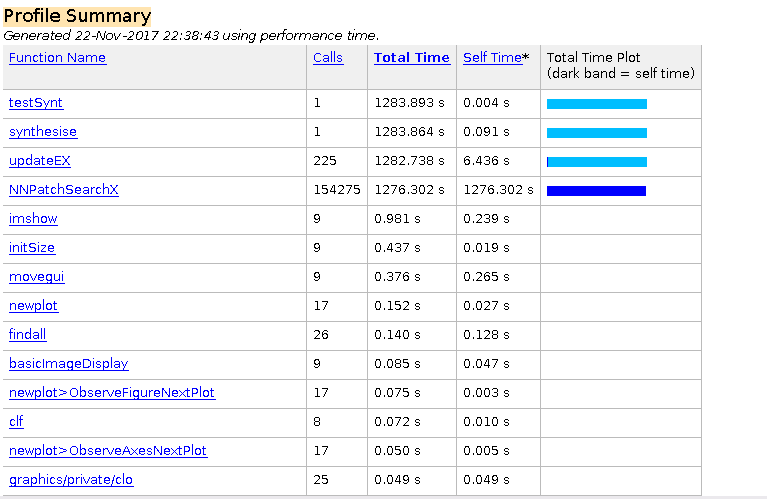 Profile Summary
Generated 22-Nov-2017 22:38:43 using performance time.
Function Name Calls Total Time Self Time* Total Time Plot
(dark band = self time)
testSynt 1 1283.893 s 0.004 s
synthesise 1 1283.864 s 0.091 s
updateEX 225 1282.738 s 6.436 s
NNPatchSearchX 154275 1276.302 s 1276.302 s
imshow 9 0.981 s 0.239 s
initSize 9 0.437 s 0.019 s
movegui 9 0.376 s 0.265 s
newplot 17 0.152 s 0.027 s
findall 26 0.140 s 0.128 s
basicImageDisplay 9 0.085 s 0.047 s
newplot>ObserveFigureNextPlot 17 0.075 s 0.003 s
clf 8 0.072 s 0.010 s
newplot>ObserveAxesNextPlot 17 0.050 s 0.005 s
graphics/private/clo 25 0.049 s 0.049 s